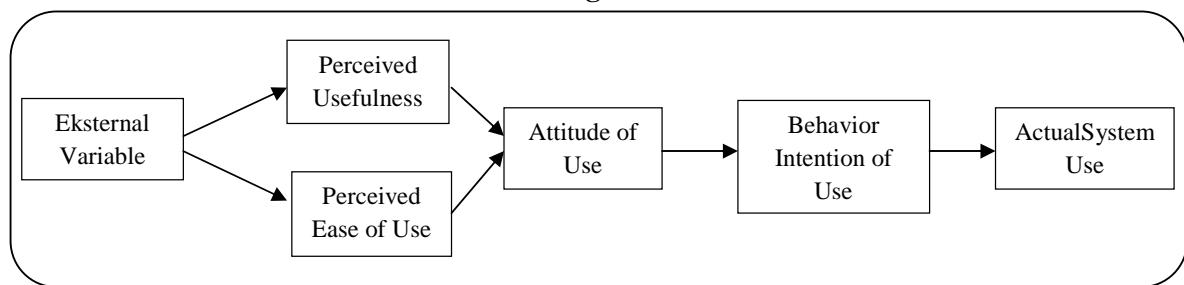 Eksternal
Variable
Perceived
Usefulness
Perceived
Ease of Use
Attitude of
Use
Behavior
Intention of
Use
ActualSystem
Use